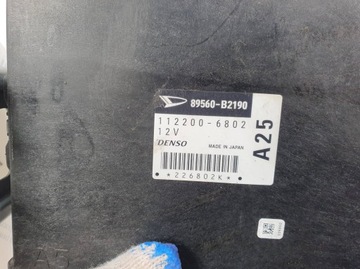 89560-B2190
112200-6802
12V
DENSO MADE IN JAPAN
*226802K*
A25